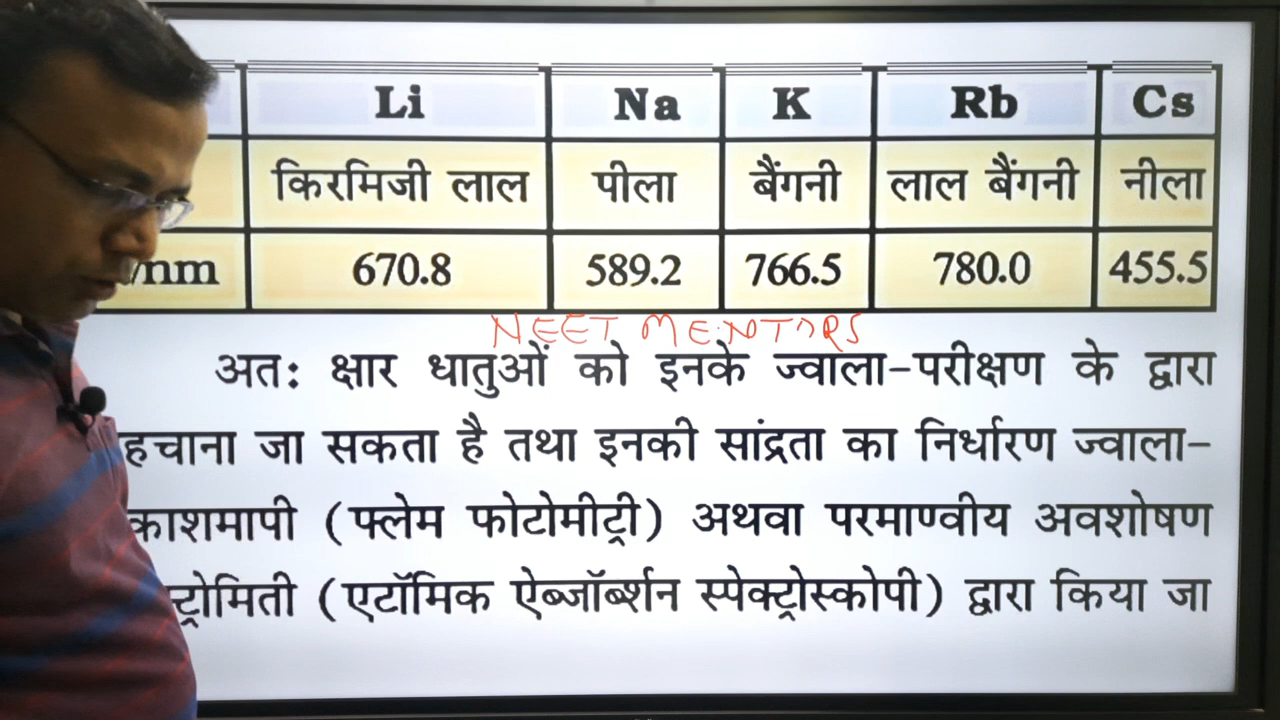 Li Na K Rb Cs
किरमिजी लाल पीला बैंगनी लाल बैंगनी नीला
/nm 670.8 589.2 766.5 780.0 455.5
NEET MENTORS
अतः क्षार धातुओं को इनके ज्वाला-परीक्षण के द्वारा
हचाना जा सकता है तथा इनकी सांद्रता का निर्धारण ज्वाला-
काशमापी (फ्लेम फोटोमीट्री) अथवा परमाण्वीय अवशोषण
ट्रोमिती (एटॉमिक ऐब्जॉर्ब्शन स्पेक्ट्रोस्कोपी) द्वारा किया जा